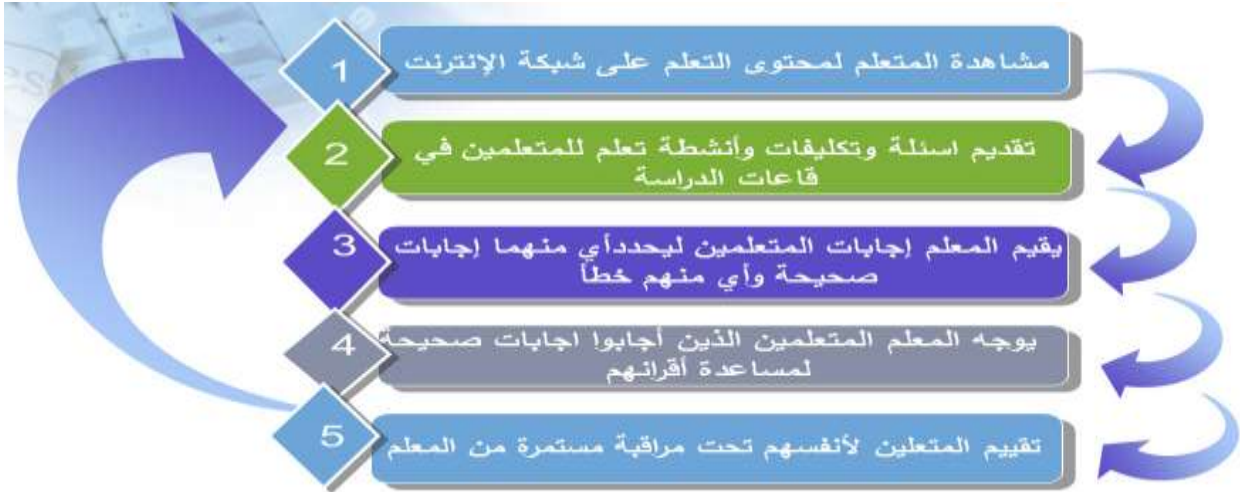 1
مشاهدة المتعلم لمحتوى التعلم على شبكة الإنترنت
2
تقديم اسئلة وتكليفات وأنشطة تعلم للمتعلمين في
قاعات الدراسة
3
يقيم المعلم إجابات المتعلمين ليحددأي منهما إجابات
صحيحة وأي منهم خطأ
4
يوجه المعلم المتعلمين الذين أجابوا اجابات صحيحة
لمساعدة أقرانهم
5
تقييم المتعلين لأنفسهم تحت مراقبة مستمرة من المعلم